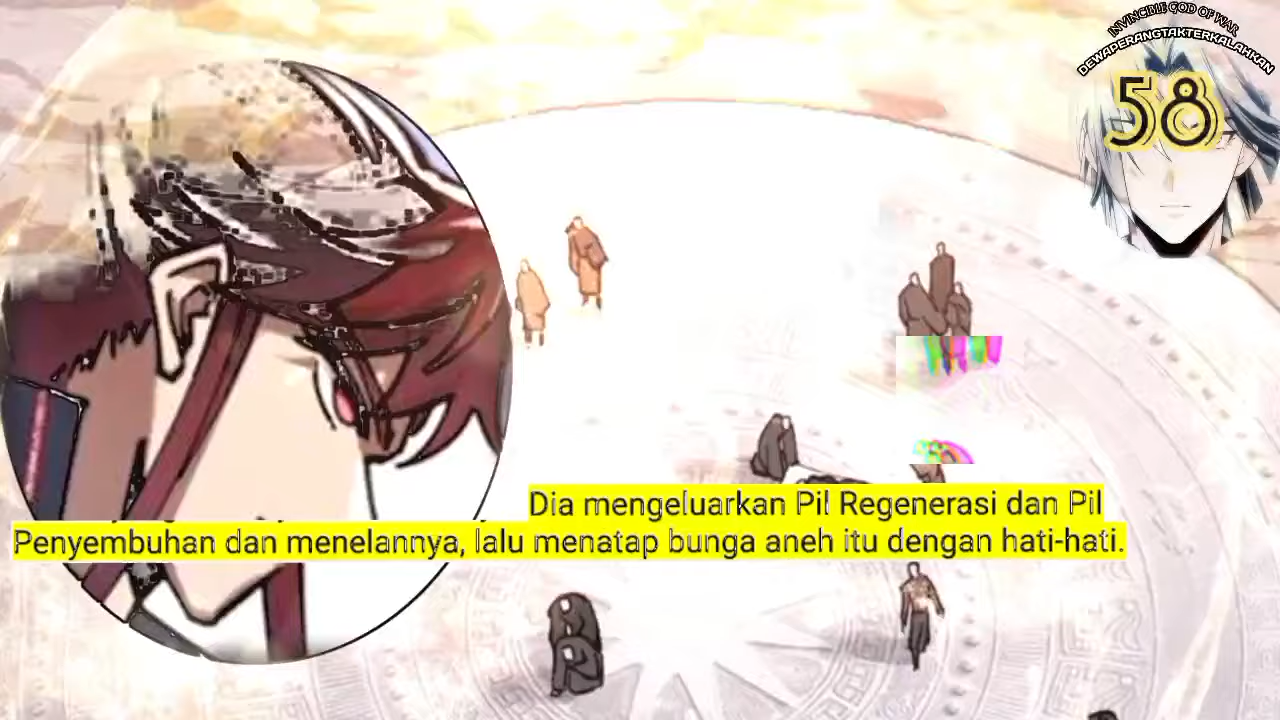 INVINCIBLE GOD OF WAR
DEWAPERANGTAKTERKALAHKAN
58
Dia mengeluarkan Pil Regenerasi dan Pil
Penyembuhan dan menelannya, lalu menatap bunga aneh itu dengan hati-hati.